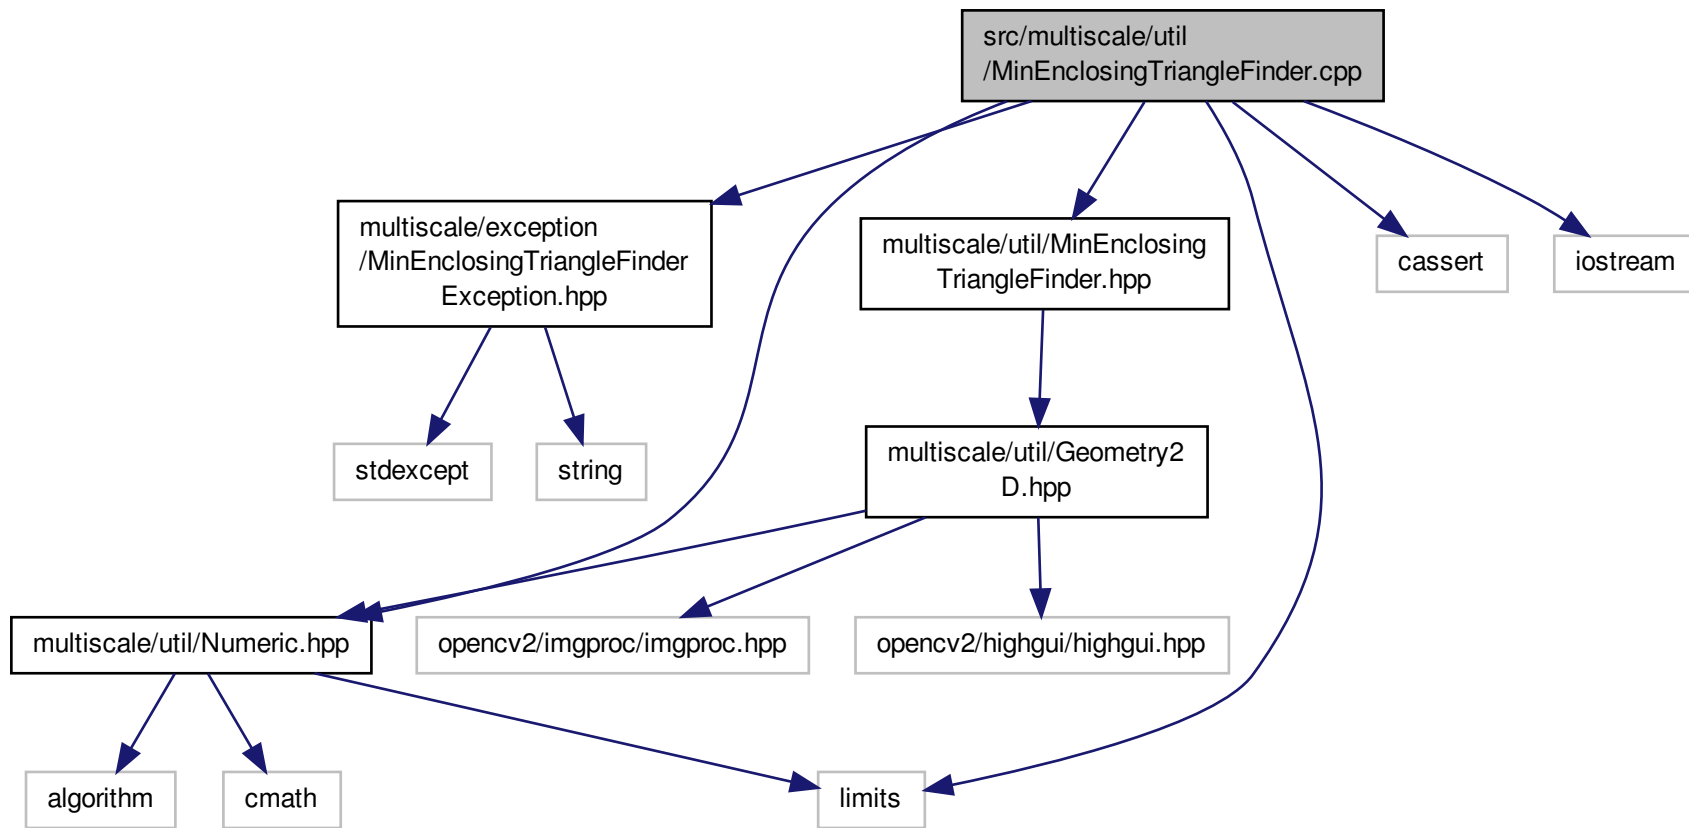 src/multiscale/util
/MinEnclosingTriangleFinder.cpp
multiscale/exception
/MinEnclosingTriangleFinder
Exception.hpp
multiscale/util/MinEnclosing
TriangleFinder.hpp
cassert
iostream
stdexcept
string
multiscale/util/Geometry2
D.hpp
multiscale/util/Numeric.hpp
opencv2/imgproc/imgproc.hpp
opencv2/highgui/highgui.hpp
algorithm
cmath
limits